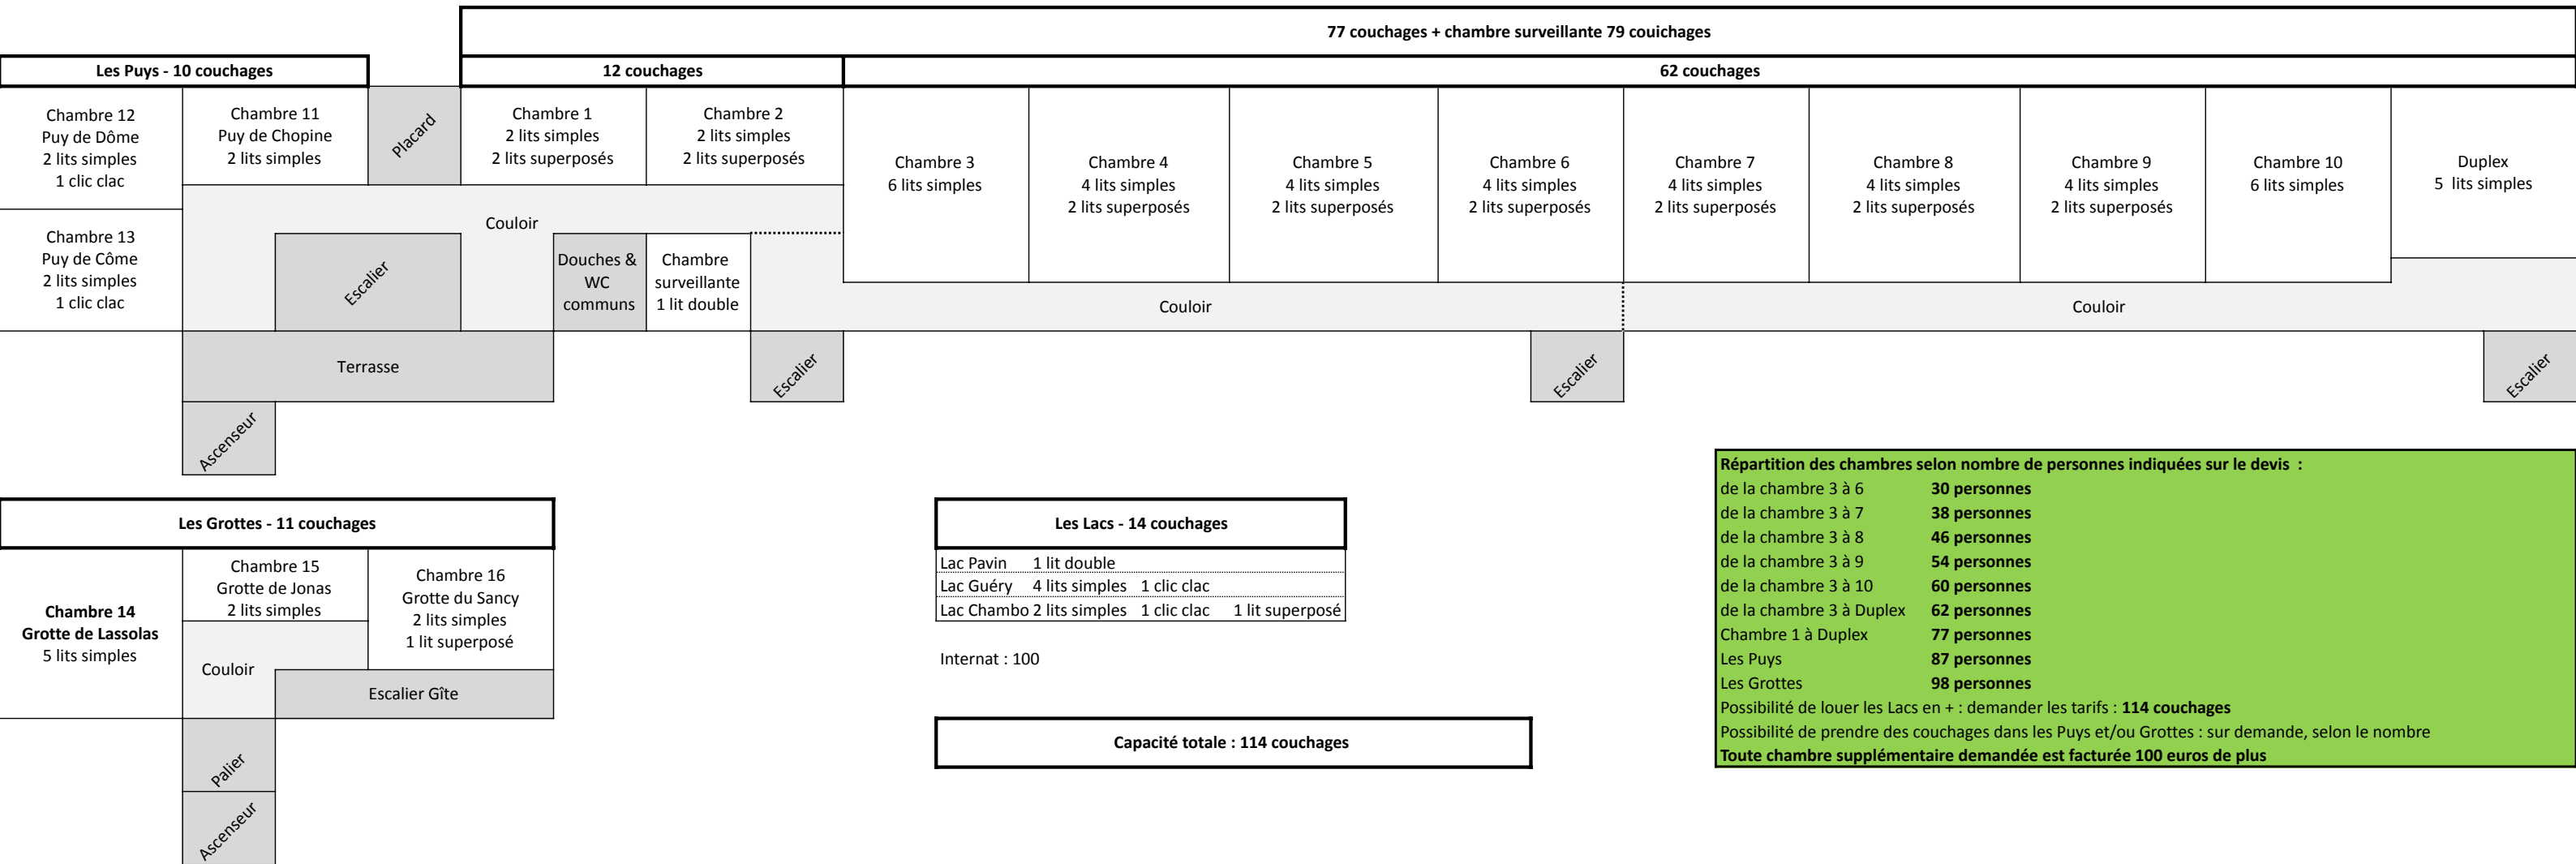 77 couchages + chambre surveillante 79 couichages
Les Puys - 10 couchages
12 couchages
62 couchages
Chambre 12
Puy de Dôme
2 lits simples
1 clic clac
Chambre 11
Puy de Chopine
2 lits simples
Placard
Chambre 1
2 lits simples
2 lits superposés
Chambre 2
2 lits simples
2 lits superposés
Chambre 3
6 lits simples
Chambre 4
4 lits simples
2 lits superposés
Chambre 5
4 lits simples
2 lits superposés
Chambre 6
4 lits simples
2 lits superposés
Chambre 7
4 lits simples
2 lits superposés
Chambre 8
4 lits simples
2 lits superposés
Chambre 9
4 lits simples
2 lits superposés
Chambre 10
6 lits simples
Duplex
5 lits simples
Couloir
Chambre 13
Puy de Côme
2 lits simples
1 clic clac
Escalier
Douches &
WC
communs
Chambre
surveillante
1 lit double
Couloir
Couloir
Terrasse
Escalier
Escalier
Escalier
Ascenseur
Les Grottes - 11 couchages
Chambre 14
Grotte de Lassolas
5 lits simples
Chambre 15
Grotte de Jonas
2 lits simples
Chambre 16
Grotte du Sancy
2 lits simples
1 lit superposé
Couloir
Escalier Gîte
Palier
Ascenseur
Les Lacs - 14 couchages
Lac Pavin 1 lit double
Lac Guéry 4 lits simples 1 clic clac
Lac Chambo 2 lits simples 1 clic clac 1 lit superposé
Internat : 100
Capacité totale : 114 couchages
Répartition des chambres selon nombre de personnes indiquées sur le devis :
de la chambre 3 à 6 30 personnes
de la chambre 3 à 7 38 personnes
de la chambre 3 à 8 46 personnes
de la chambre 3 à 9 54 personnes
de la chambre 3 à 10 60 personnes
de la chambre 3 à Duplex 62 personnes
Chambre 1 à Duplex 77 personnes
Les Puys 87 personnes
Les Grottes 98 personnes
Possibilité de louer les Lacs en + : demander les tarifs : 114 couchages
Possibilité de prendre des couchages dans les Puys et/ou Grottes : sur demande, selon le nombre
Toute chambre supplémentaire demandée est facturée 100 euros de plus